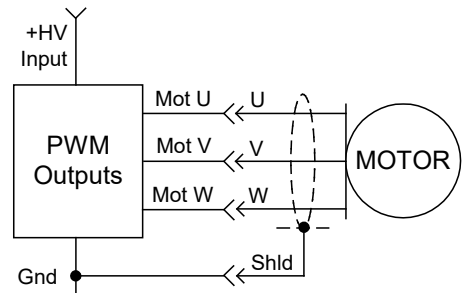 +HV
Input
Mot U
U
PWM
Outputs
Mot V
V
MOTOR
Mot W
W
Gnd
Shld